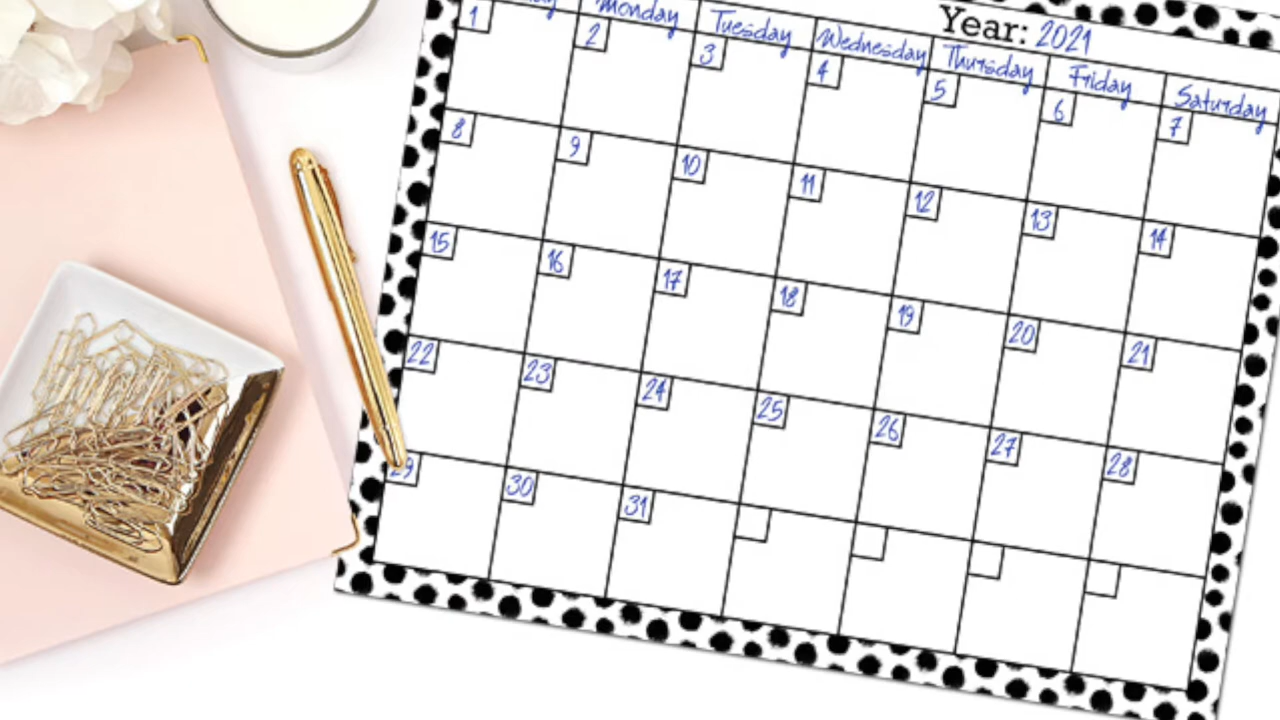 Year: 2021
Monday Tuesday Wednesday Thursday Friday Saturday
1 2 3 4 5 6 7
8 9 10 11 12 13 14
15 16 17 18 19 20 21
22 23 24 25 26 27 28
29 30 31